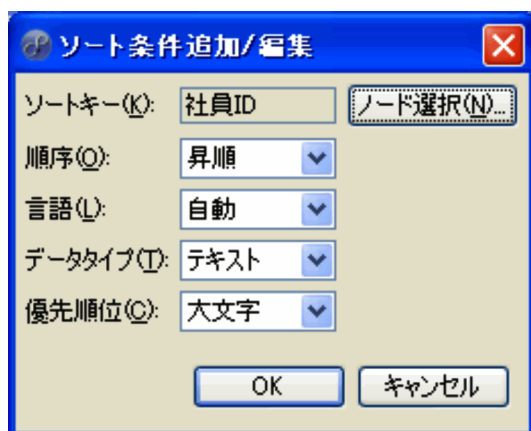 ソート条件追加/編集
ソートキー(K): 社員ID ノード選択(N)...
順序(O): 昇順
言語(L): 自動
データタイプ(T): テキスト
優先順位(C): 大文字
OK キャンセル